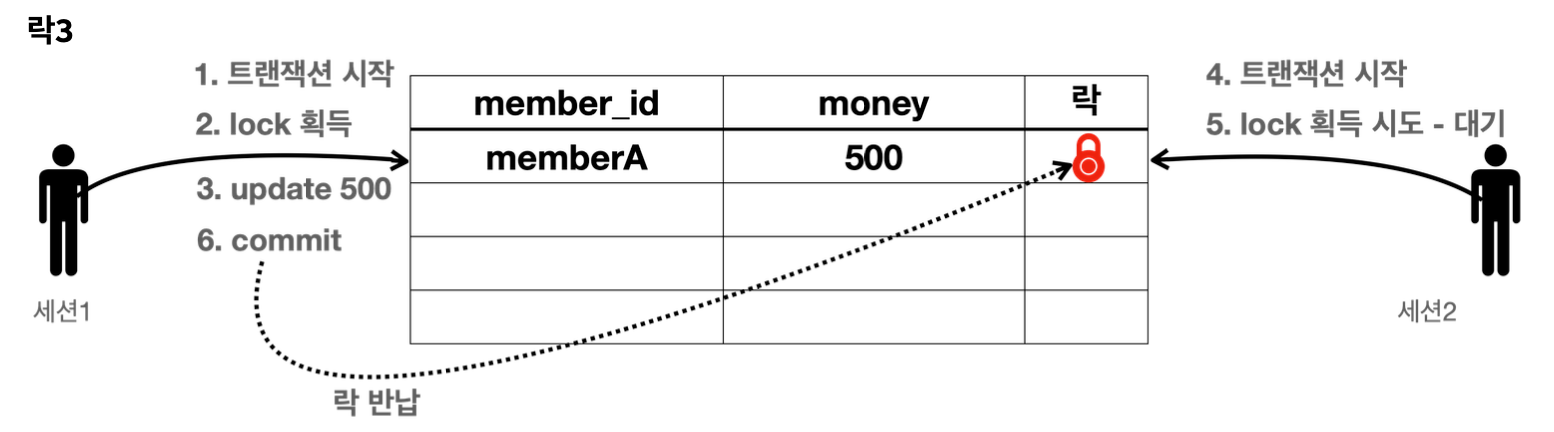 락3
1. 트랜잭션 시작
2. lock 획득
3. update 500
6. commit
member_id money 락
memberA 500
4. 트랜잭션 시작
5. lock 획득 시도 - 대기
세션1
세션2
락 반납